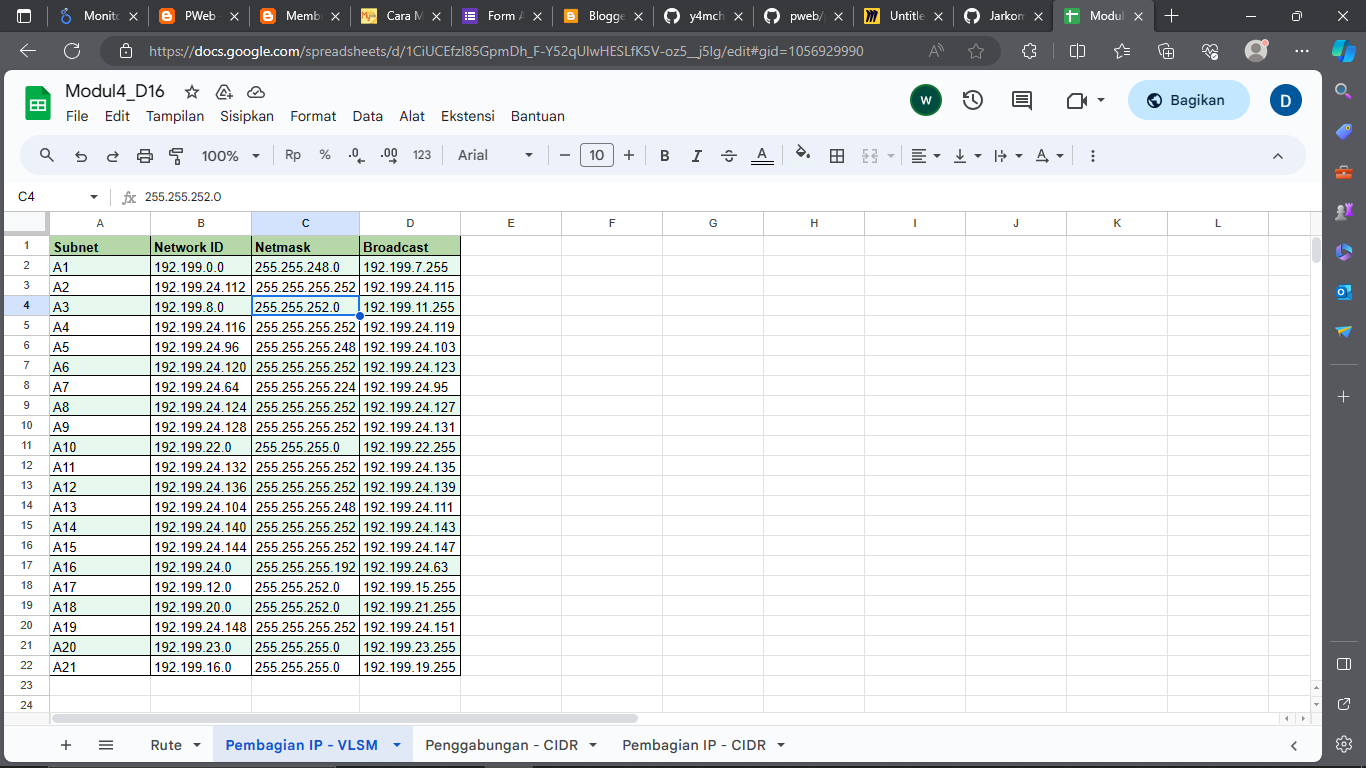 Monito
PWeb
Memb
Cara M
Form A
Blogge
y4mch
pweb/
Untitle
Jarkon
Modul
https://docs.google.com/spreadsheets/d/1CiUCEfzl85GpmDh_F-Y52qUlwHESLfK5V-oz5__j5lg/edit#gid=1056929990
Modul4_D16
W
Bagikan
D
File Edit Tampilan Sisipkan Format Data Alat Ekstensi Bantuan
100% Rp % .0 .00 123 Arial 10 B I A
C4 fx 255.255.252.0
A B C D E F G H I J K L
1 Subnet Network ID Netmask Broadcast
2 A1 192.199.0.0 255.255.248.0 192.199.7.255
3 A2 192.199.24.112 255.255.255.252 192.199.24.115
4 A3 192.199.8.0 255.255.252.0 192.199.11.255
5 A4 192.199.24.116 255.255.255.252 192.199.24.119
6 A5 192.199.24.96 255.255.255.248 192.199.24.103
7 A6 192.199.24.120 255.255.255.252 192.199.24.123
8 A7 192.199.24.64 255.255.255.224 192.199.24.95
9 A8 192.199.24.124 255.255.255.252 192.199.24.127
10 A9 192.199.24.128 255.255.255.252 192.199.24.131
11 A10 192.199.22.0 255.255.255.0 192.199.22.255
12 A11 192.199.24.132 255.255.255.252 192.199.24.135
13 A12 192.199.24.136 255.255.255.252 192.199.24.139
14 A13 192.199.24.104 255.255.255.248 192.199.24.111
15 A14 192.199.24.140 255.255.255.252 192.199.24.143
16 A15 192.199.24.144 255.255.255.252 192.199.24.147
17 A16 192.199.24.0 255.255.255.192 192.199.24.63
18 A17 192.199.12.0 255.255.252.0 192.199.15.255
19 A18 192.199.20.0 255.255.252.0 192.199.21.255
20 A19 192.199.24.148 255.255.255.252 192.199.24.151
21 A20 192.199.23.0 255.255.255.0 192.199.23.255
22 A21 192.199.16.0 255.255.255.0 192.199.19.255
23
24
Rute Pembagian IP - VLSM Penggabungan - CIDR Pembagian IP - CIDR